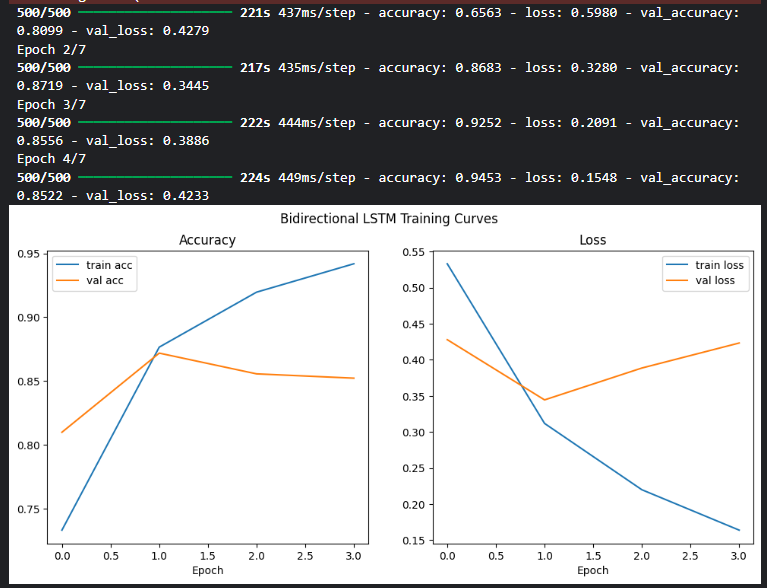 500/500 ━━━━━━━━━━━━━━━━━━━━ 221s 437ms/step - accuracy: 0.6563 - loss: 0.5980 - val_accuracy:
0.8099 - val_loss: 0.4279
Epoch 2/7
500/500 ━━━━━━━━━━━━━━━━━━━━ 217s 435ms/step - accuracy: 0.8683 - loss: 0.3280 - val_accuracy:
0.8719 - val_loss: 0.3445
Epoch 3/7
500/500 ━━━━━━━━━━━━━━━━━━━━ 222s 444ms/step - accuracy: 0.9252 - loss: 0.2091 - val_accuracy:
0.8556 - val_loss: 0.3886
Epoch 4/7
500/500 ━━━━━━━━━━━━━━━━━━━━ 224s 449ms/step - accuracy: 0.9453 - loss: 0.1548 - val_accuracy:
0.8522 - val_loss: 0.4233
Bidirectional LSTM Training Curves
Accuracy
train acc
val acc
0.95
0.90
0.85
0.80
0.75
0.0 0.5 1.0 1.5 2.0 2.5 3.0
Epoch
Loss
train loss
val loss
0.55
0.50
0.45
0.40
0.35
0.30
0.25
0.20
0.15
0.0 0.5 1.0 1.5 2.0 2.5 3.0
Epoch